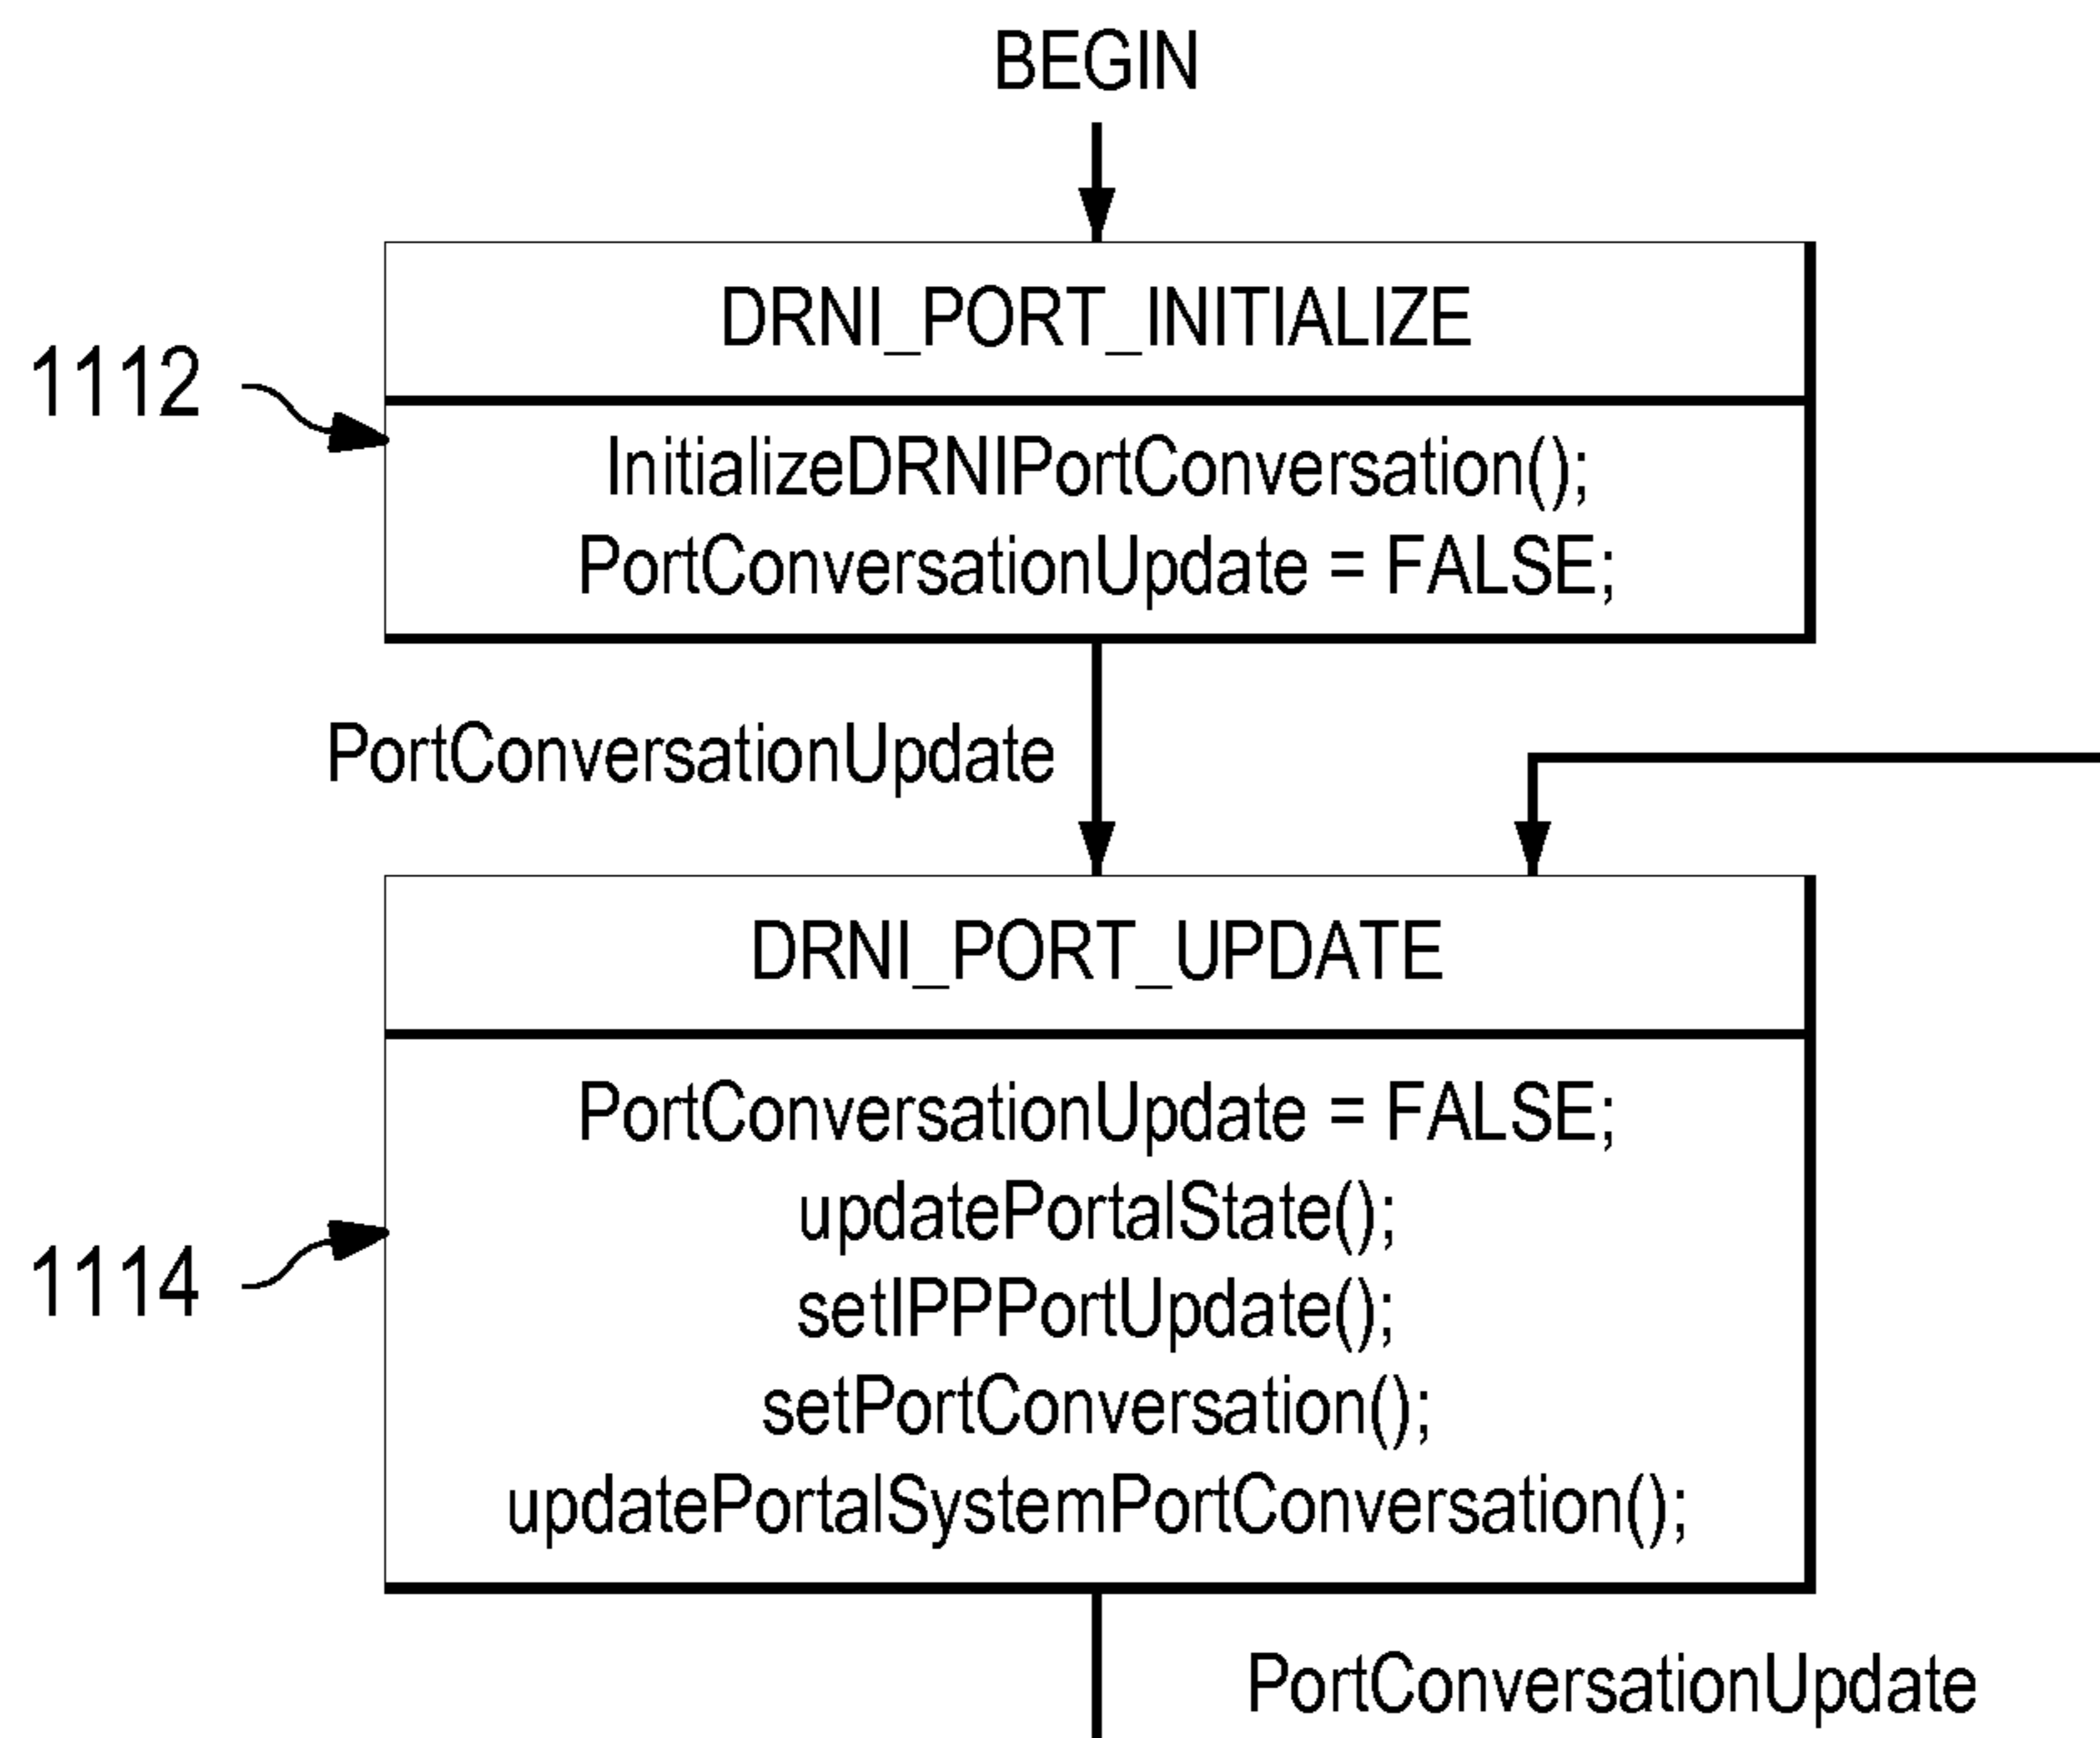 BEGIN
DRNI_PORT_INITIALIZE
1112
InitializeDRNIPortConversation();
PortConversationUpdate = FALSE;
PortConversationUpdate
DRNI_PORT_UPDATE
PortConversationUpdate = FALSE;
updatePortalState();
1114
setIPPPortUpdate();
setPortConversation();
updatePortalSystemPortConversation();
PortConversationUpdate